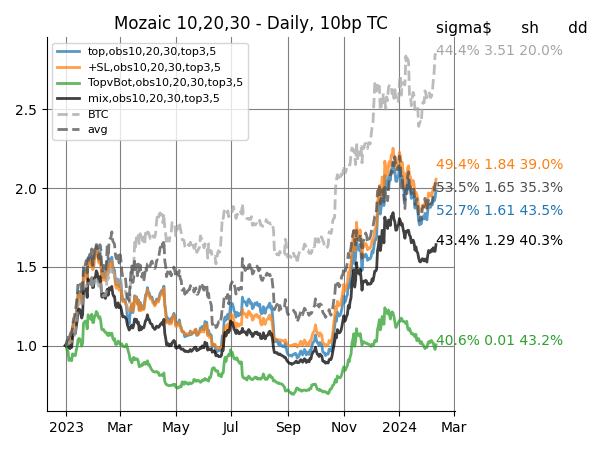 Mozaic 10,20,30 - Daily, 10bp TC
sigma$ sh dd
top,obs10,20,30,top3,5
+SL,obs10,20,30,top3,5
TopvBot,obs10,20,30,top3,5
mix,obs10,20,30,top3,5
BTC
avg
44.4% 3.51 20.0%
49.4% 1.84 39.0%
53.5% 1.65 35.3%
52.7% 1.61 43.5%
43.4% 1.29 40.3%
40.6% 0.01 43.2%
2.5
2.0
1.5
1.0
2023 Mar May Jul Sep Nov 2024 Mar